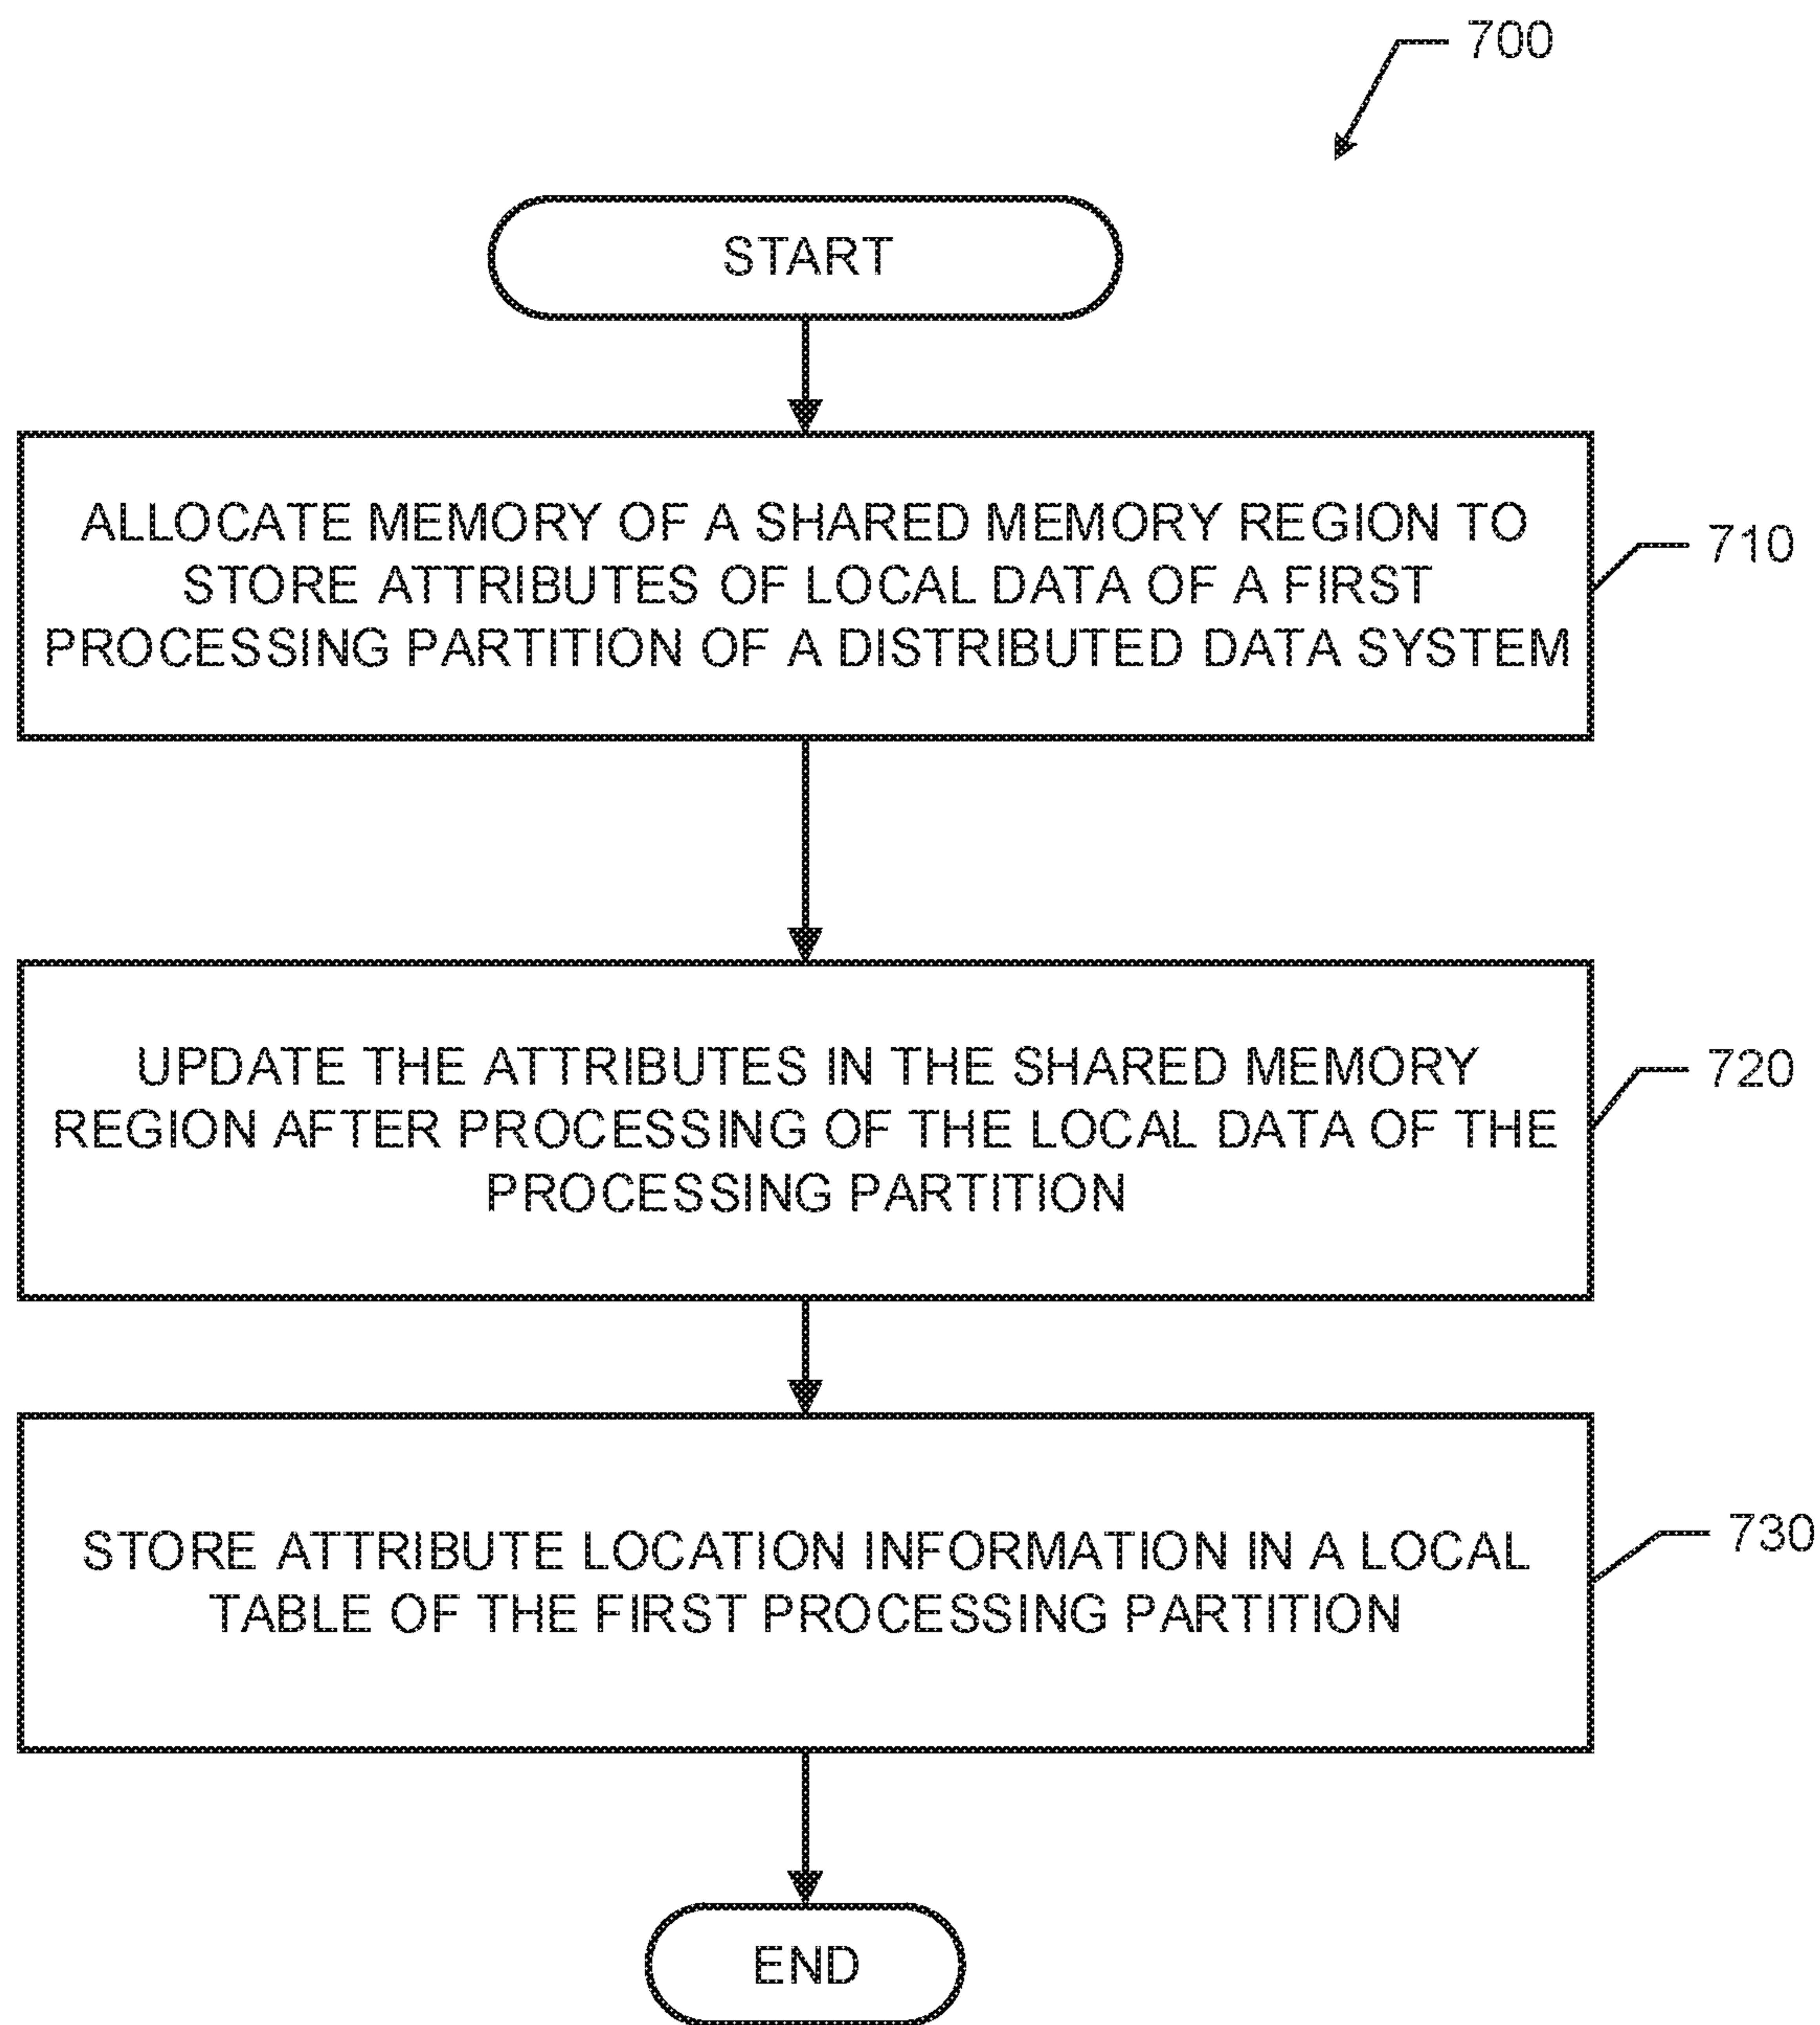 700
START
ALLOCATE MEMORY OF A SHARED MEMORY REGION TO
STORE ATTRIBUTES OF LOCAL DATA OF A FIRST
PROCESSING PARTITION OF A DISTRIBUTED DATA SYSTEM
710
UPDATE THE ATTRIBUTES IN THE SHARED MEMORY
REGION AFTER PROCESSING OF THE LOCAL DATA OF THE
PROCESSING PARTITION
720
STORE ATTRIBUTE LOCATION INFORMATION IN A LOCAL
TABLE OF THE FIRST PROCESSING PARTITION
730
END